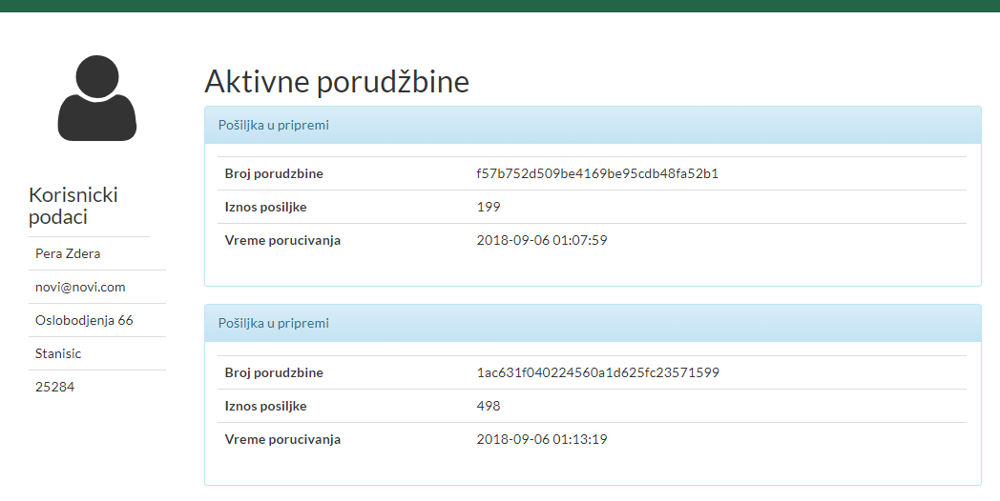 Korisnicki
podaci
Pera Zdera
novi@novi.com
Oslobodjenja 66
Stanisic
25284
Aktivne porudžbine
Pošiljka u pripremi
Broj porudzbine f57b752d509be4169be95cdb48fa52b1
Iznos posiljke 199
Vreme porucivanja 2018-09-06 01:07:59
Pošiljka u pripremi
Broj porudzbine 1ac631f040224560a1d625fc23571599
Iznos posiljke 498
Vreme porucivanja 2018-09-06 01:13:19